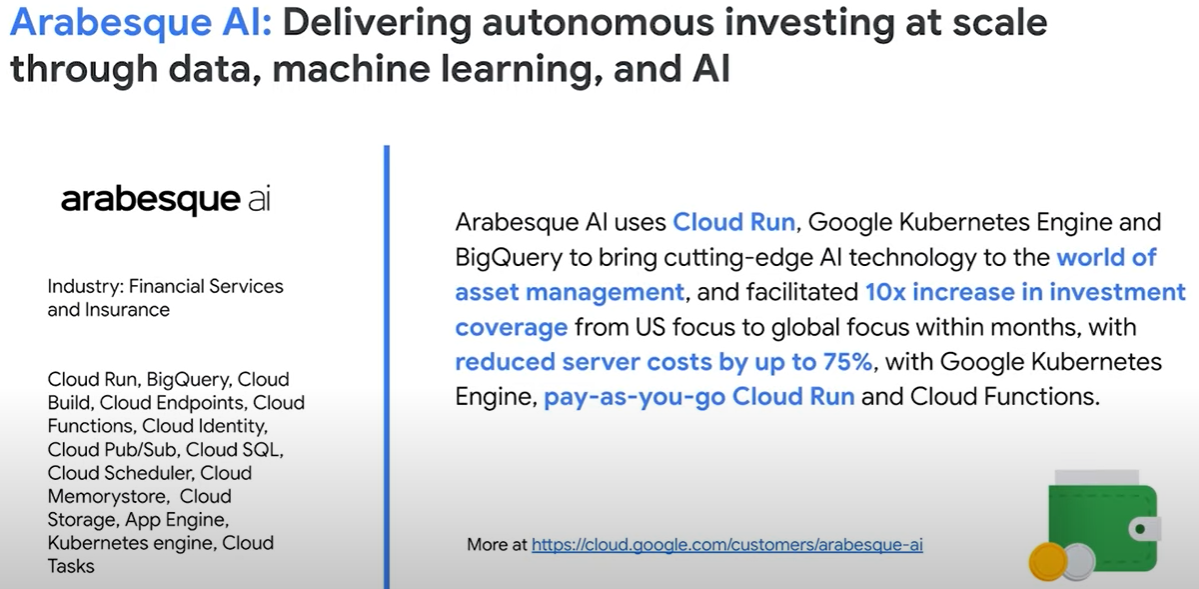 Arabesque AI: Delivering autonomous investing at scale
through data, machine learning, and AI
arabesque ai
Industry: Financial Services
and Insurance
Cloud Run, BigQuery, Cloud
Build, Cloud Endpoints, Cloud
Functions, Cloud Identity,
Cloud Pub/Sub, Cloud SQL,
Cloud Scheduler, Cloud
Memorystore, Cloud
Storage, App Engine,
Kubernetes engine, Cloud
Tasks
Arabesque AI uses Cloud Run, Google Kubernetes Engine and
BigQuery to bring cutting-edge AI technology to the world of
asset management, and facilitated 10x increase in investment
coverage from US focus to global focus within months, with
reduced server costs by up to 75%, with Google Kubernetes
Engine, pay-as-you-go Cloud Run and Cloud Functions.
More at https://cloud.google.com/customers/arabesque-ai